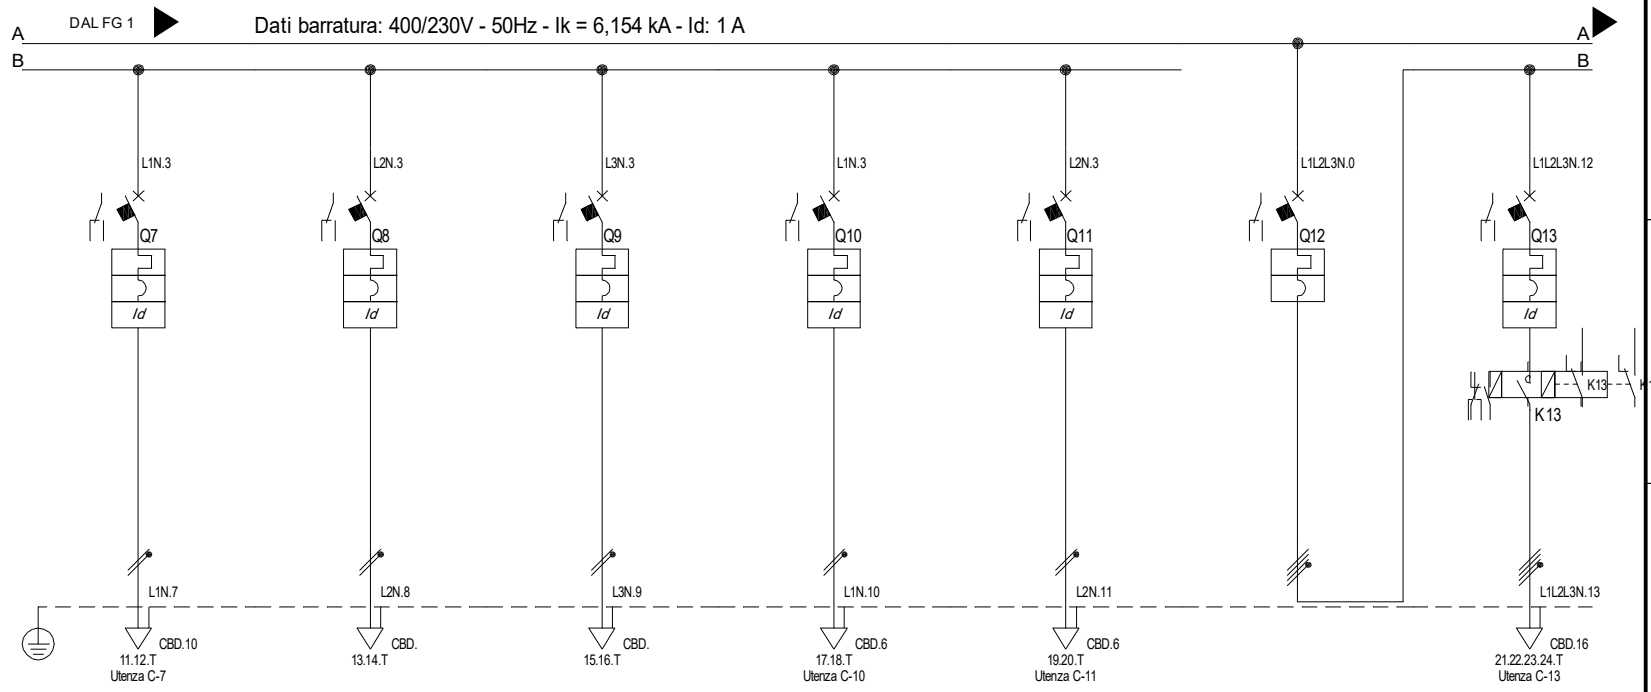 DAL FG 1
Dati barratura: 400/230V - 50Hz - Ik = 6,154 kA - Id: 1 A
A A
B B
L1N.3 L2N.3 L3N.3 L1N.3 L2N.3 L1L2L3N.0 L1L2L3N.12
Q7 Q8 Q9 Q10 Q11 Q12 Q13
Id Id Id Id Id Id
K13
K13
L1N.7 L2N.8 L3N.9 L1N.10 L2N.11 L1L2L3N.13
CBD.10 CBD. CBD. CBD.6 CBD.6 CBD.16
11.12.T 13.14.T 15.16.T 17.18.T 19.20.T 21.22.23.24.T
Utenza C-7 Utenza C-10 Utenza C-11 Utenza C-13